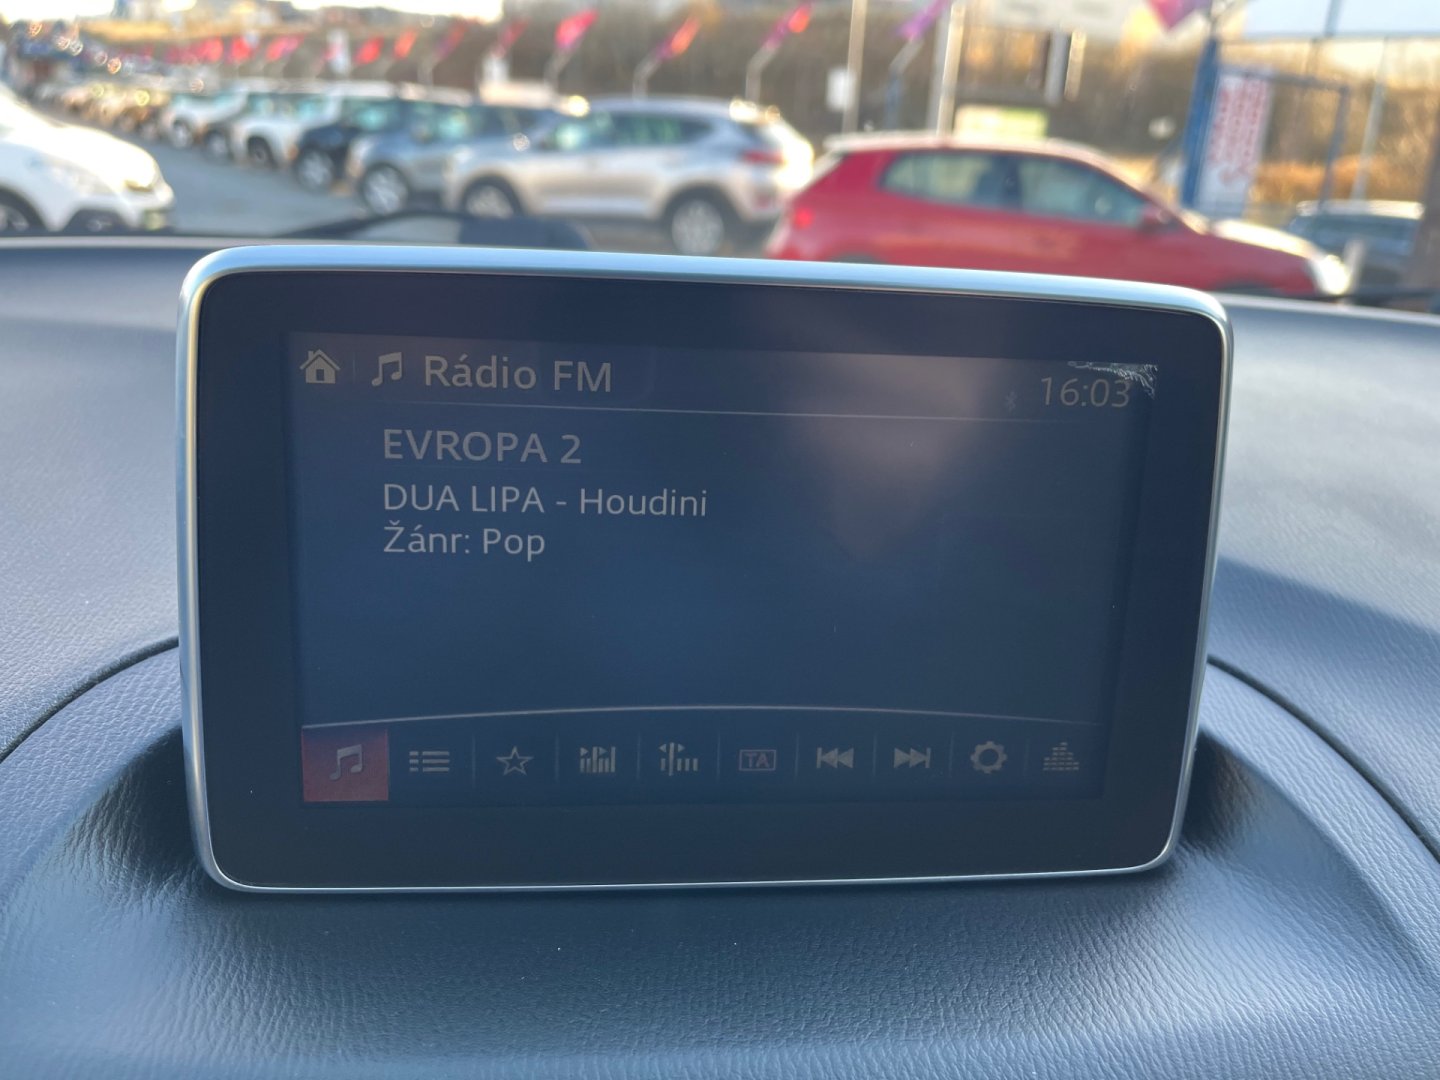 Rádio FM
16:03
EVROPA 2
DUA LIPA - Houdini
Žánr: Pop
TA